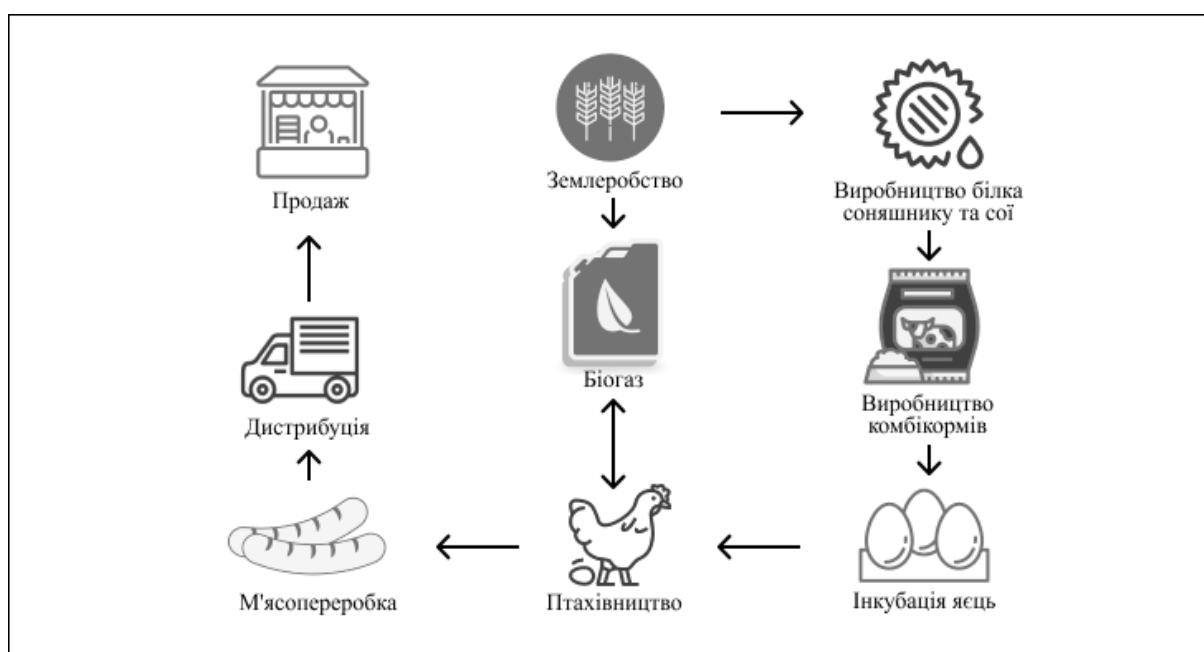 Продаж
Землеробство
Виробництво білка
соняшнику та сої
Біогаз
Дистрибуція
Виробництво
комбікормів
М'ясопереробка
Птахівництво
Інкубація яєць